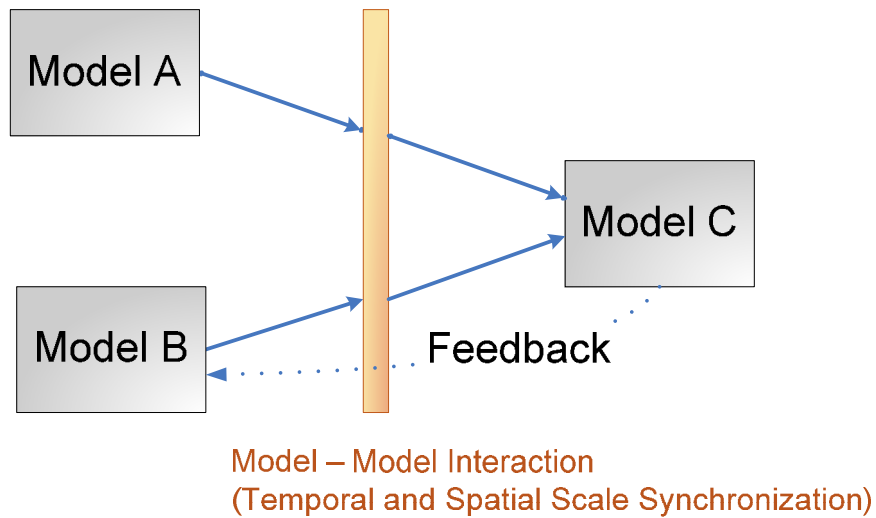 Model A
Model C
Model B
Feedback
Model – Model Interaction
(Temporal and Spatial Scale Synchronization)